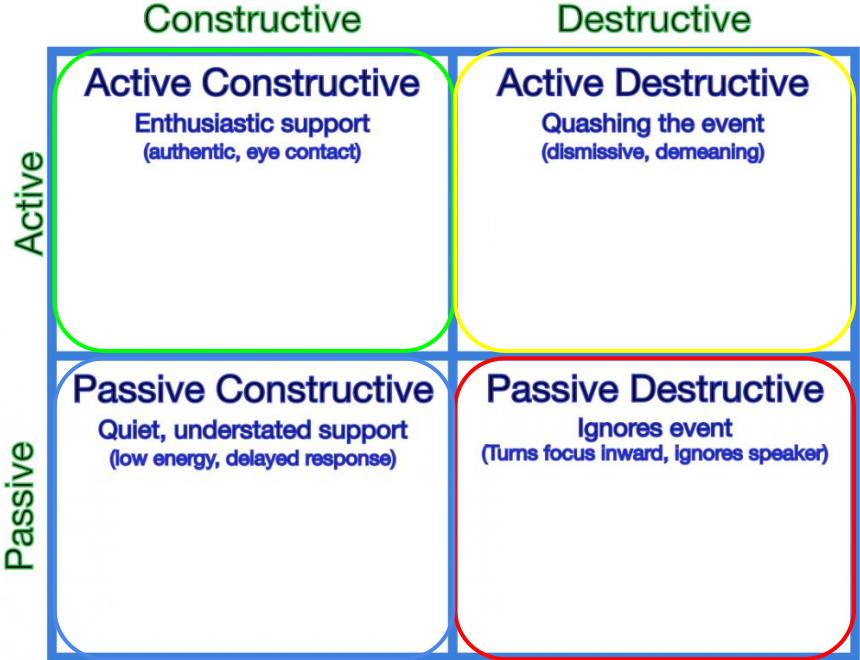 Constructive
Destructive
Active
Active Constructive
Enthusiastic support
(authentic, eye contact)
Active Destructive
Quashing the event
(dismissive, demeaning)
Passive
Passive Constructive
Quiet, understated support
(low energy, delayed response)
Passive Destructive
Ignores event
(Turns focus inward, ignores speaker)